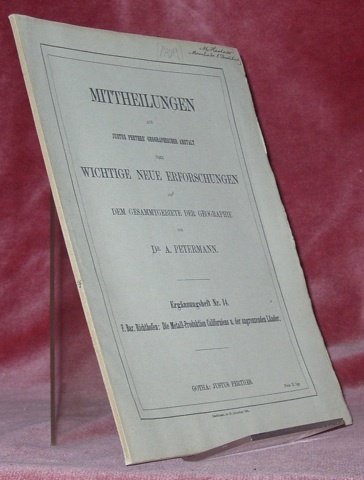 MITTHEILUNGEN
AUS
JUSTUS PERTHES' GEOGRAPHISCHER ANSTALT
ÜBER
WICHTIGE NEUE ERFORSCHUNGEN
AUF
DEM GESAMMTGEBIETE DER GEOGRAPHIE
VON
DR. A. PETERMANN.
Ergänzungsheft Nr. 14.
F. Bar. Richthofen: Die Metall-Produktion Californiens u. der angrenzenden Länder.
GOTHA: JUSTUS PERTHES.